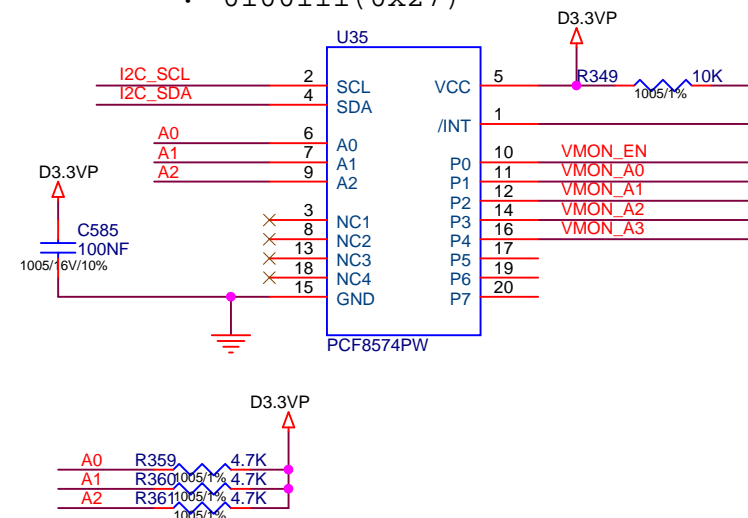 0100111(0x27)
D3.3VP
U35
I2C_SCL 2 SCL VCC 5 R349 10K
1005/1%
I2C_SDA 4 SDA
/INT 1
A0 6 A0
A1 7 A1 P0 10 VMON_EN
A2 9 A2 P1 11 VMON_A0
P2 12 VMON_A1
D3.3VP
3 NC1 P3 14 VMON_A2
8 NC2 P4 16 VMON_A3
C585
100NF
1005/16V/10%
13 NC3 P5 17
18 NC4 P6 19
15 GND P7 20
PCF8574PW
D3.3VP
A0 R359 4.7K
1005/1%
A1 R360 4.7K
1005/1%
A2 R361 4.7K
1005/1%